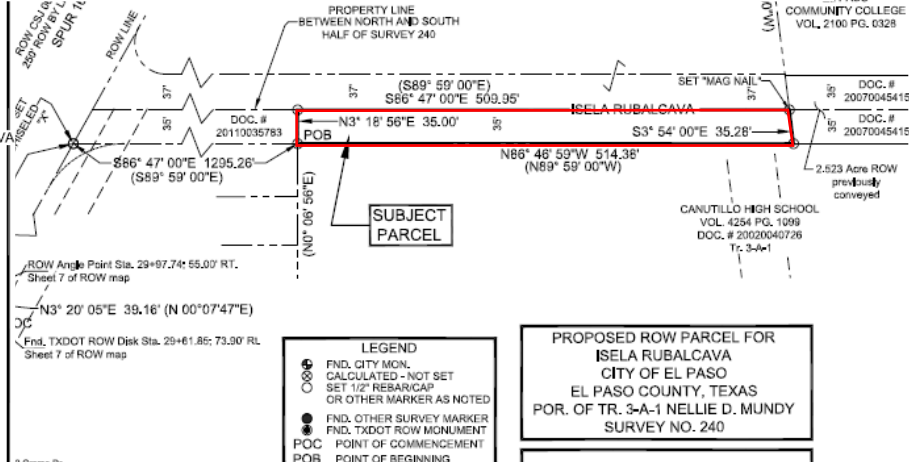 ROW CSJ
250' ROW BY
SPUR
ROW LINE
PROPERTY LINE
BETWEEN NORTH AND SOUTH
HALF OF SURVEY 240
COMMUNITY COLLEGE
VOL. 2100 PG. 0328
0"W)
37'
35'
DOC. #
20110035783
37'
(S89° 59' 00"E)
S86° 47' 00"E 509.95'
SET "MAG NAIL"
37'
ISELA RUBALCAVA
DOC. #
20070045415
DOC. #
20070045415
35'
N3° 18' 56"E 35.00'
35'
S3° 54' 00"E 35.28'
POB
S86° 47' 00"E 1295.26'
(S89° 59' 00"E)
N86° 46' 59"W 514.36'
(N89° 59' 00"W)
2.523 Acre ROW
previously
conveyed
(N0° 06' 56"E)
SUBJECT
PARCEL
CANUTILLO HIGH SCHOOL
VOL. 4254 PG. 1099
DOC. # 20020040726
Tr. 3-A-1
ROW Angle Point Sta. 29+97.74; 55.00' RT.
Sheet 7 of ROW map
N3° 20' 05"E 39.16' (N 00°07'47"E)
Fnd. TXDOT ROW Disk Sta. 29+61.85; 73.90' Rt.
Sheet 7 of ROW map
LEGEND
FND. CITY MON.
CALCULATED - NOT SET
SET 1/2" REBAR/CAP
OR OTHER MARKER AS NOTED
FND. OTHER SURVEY MARKER
FND. TXDOT ROW MONUMENT
POC POINT OF COMMENCEMENT
POB POINT OF BEGINNING
PROPOSED ROW PARCEL FOR
ISELA RUBALCAVA
CITY OF EL PASO
EL PASO COUNTY, TEXAS
POR. OF TR. 3-A-1 NELLIE D. MUNDY
SURVEY NO. 240